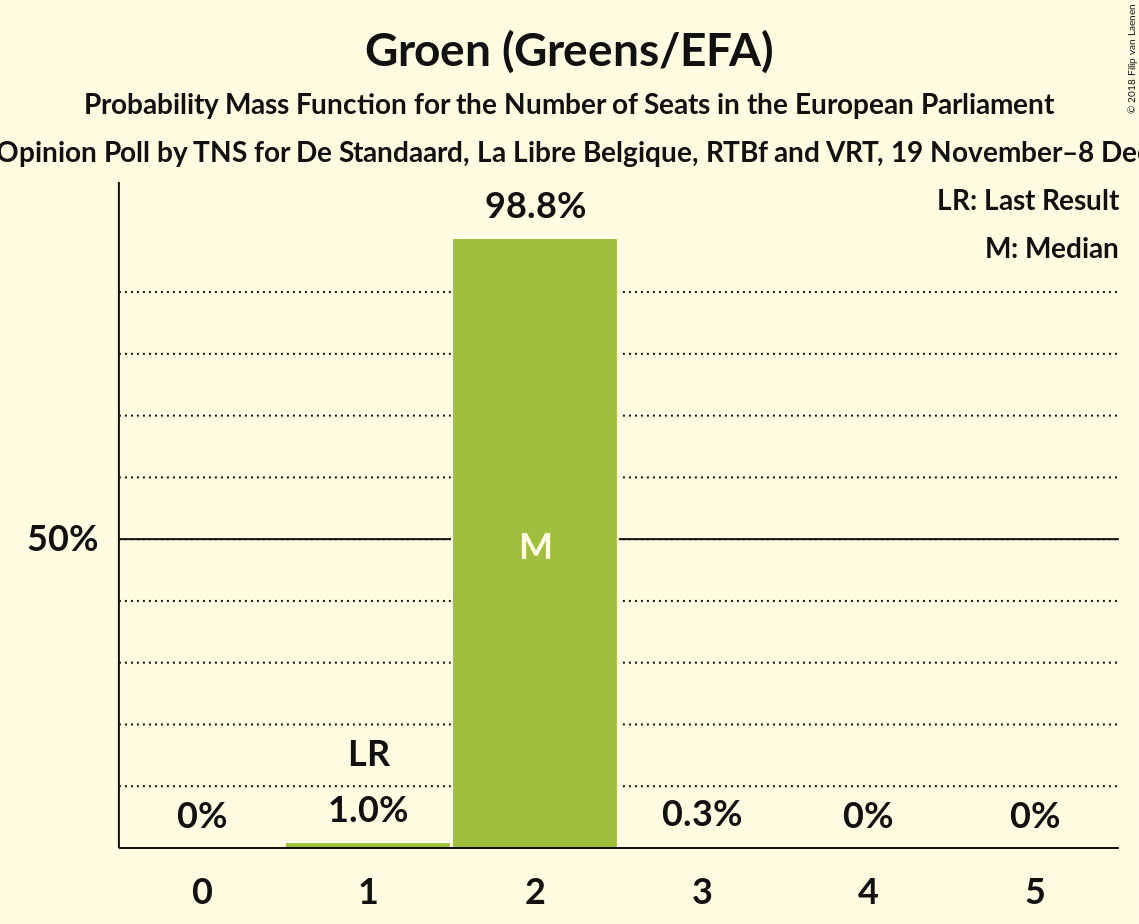 Groen (Greens/EFA)
Probability Mass Function for the Number of Seats in the European Parliament
Opinion Poll by TNS for De Standaard, La Libre Belgique, RTBf and VRT, 19 November–8
© 2018 Filip van Laenen
LR: Last Result
M: Median
98.8%
50%
M
LR
0%
1.0%
0.3%
0%
0%
0
1
2
3
4
5